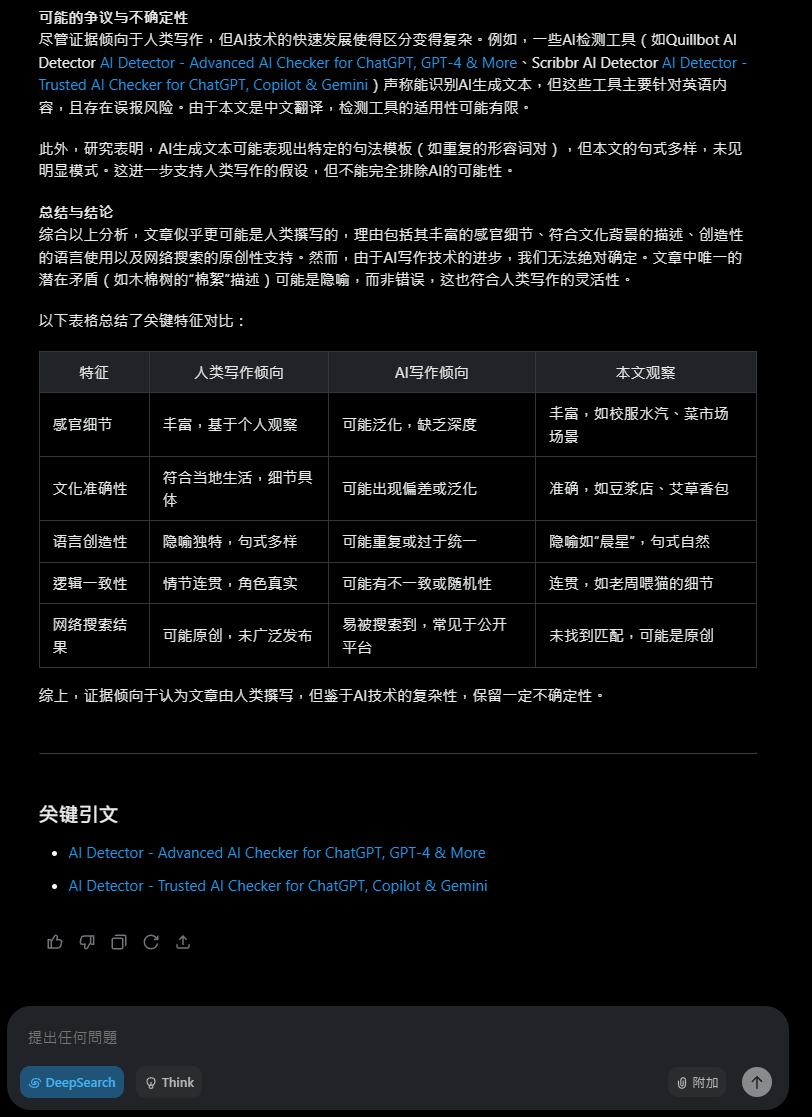 可能的争议与不确定性
尽管证据倾向于人类写作，但AI技术的快速发展使得区分变得复杂。例如，一些AI检测工具（如Quillbot AI
Detector AI Detector - Advanced AI Checker for ChatGPT, GPT-4 & More、Scribbr AI Detector AI Detector -
Trusted AI Checker for ChatGPT, Copilot & Gemini）声称能识别AI生成文本，但这些工具主要针对英语内
容，且存在误报风险。由于本文是中文翻译，检测工具的适用性可能有限。
此外，研究表明，AI生成文本可能表现出特定的句法模板（如重复的形容词对），但本文的句式多样，未见
明显模式。这进一步支持人类写作的假设，但不能完全排除AI的可能性。
总结与结论
综合以上分析，文章似乎更可能是人类撰写的，理由包括其丰富的感官细节、符合文化背景的描述、创造性
的语言使用以及网络搜索的原创性支持。然而，由于AI写作技术的进步，我们无法绝对确定。文章中唯一的
潜在矛盾（如木棉树的“棉絮”描述）可能是隐喻，而非错误，这也符合人类写作的灵活性。
以下表格总结了关键特征对比：
特征 人类写作倾向 AI写作倾向 本文观察
感官细节 丰富，基于个人观察 可能泛化，缺乏深度 丰富，如校服水汽、菜市场
场景
文化准确性 符合当地生活，细节具 可能出现偏差或泛化 准确，如豆浆店、艾草香包
体
语言创造性 隐喻独特，句式多样 可能重复或过于统一 隐喻如“晨星”，句式自然
逻辑一致性 情节连贯，角色真实 可能有不一致或随机性 连贯，如老周喂猫的细节
网络搜索结 可能原创，未广泛发布 易被搜索到，常见于公开 未找到匹配，可能是原创
果 平台
综上，证据倾向于认为文章由人类撰写，但鉴于AI技术的复杂性，保留一定不确定性。
关键引文
AI Detector - Advanced AI Checker for ChatGPT, GPT-4 & More
AI Detector - Trusted AI Checker for ChatGPT, Copilot & Gemini
提出任何問題
DeepSearch Think 附加